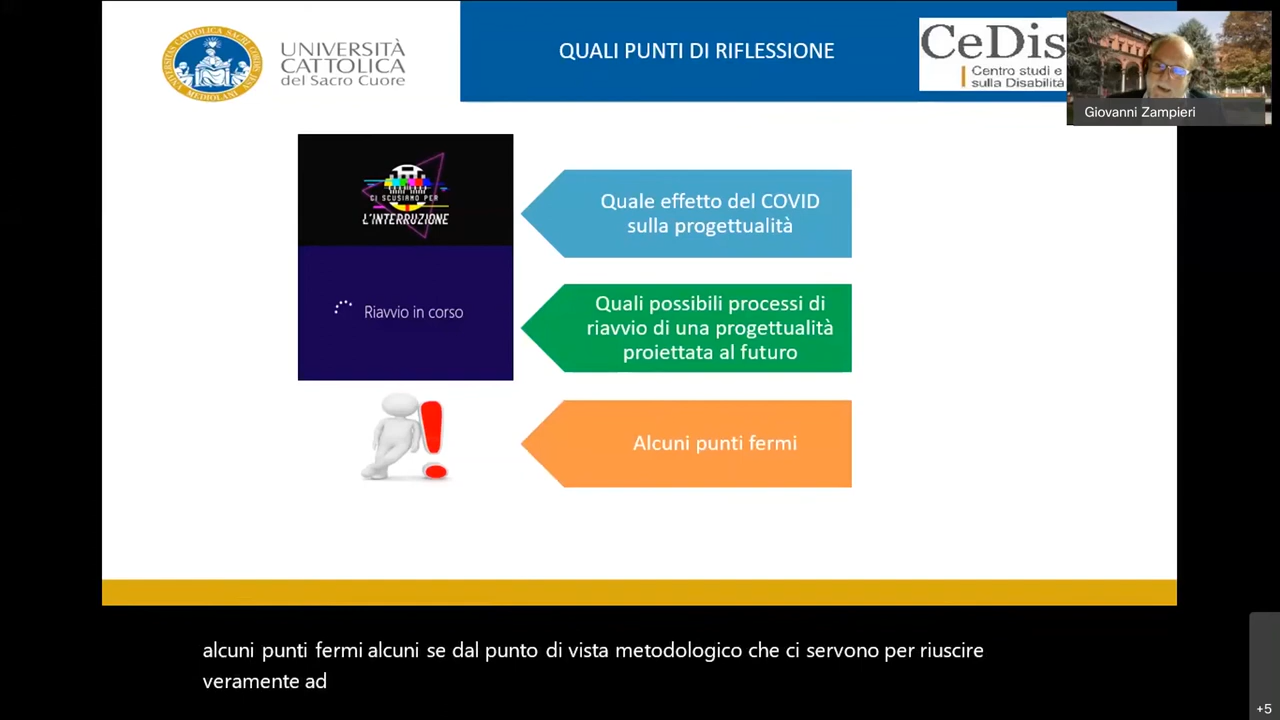 UNIVERSITÀ
CATTOLICA
del Sacro Cuore
QUALI PUNTI DI RIFLESSIONE
CeDis
Centro studi e
sulla Disabilità
Giovanni Zampieri
CI SCUSIAMO PER
L'INTERRUZIONE
Quale effetto del COVID
sulla progettualità
Riavvio in corso
Quali possibili processi di
riavvio di una progettualità
proiettata al futuro
Alcuni punti fermi
alcuni punti fermi alcuni se dal punto di vista metodologico che ci servono per riuscire
veramente ad
+5